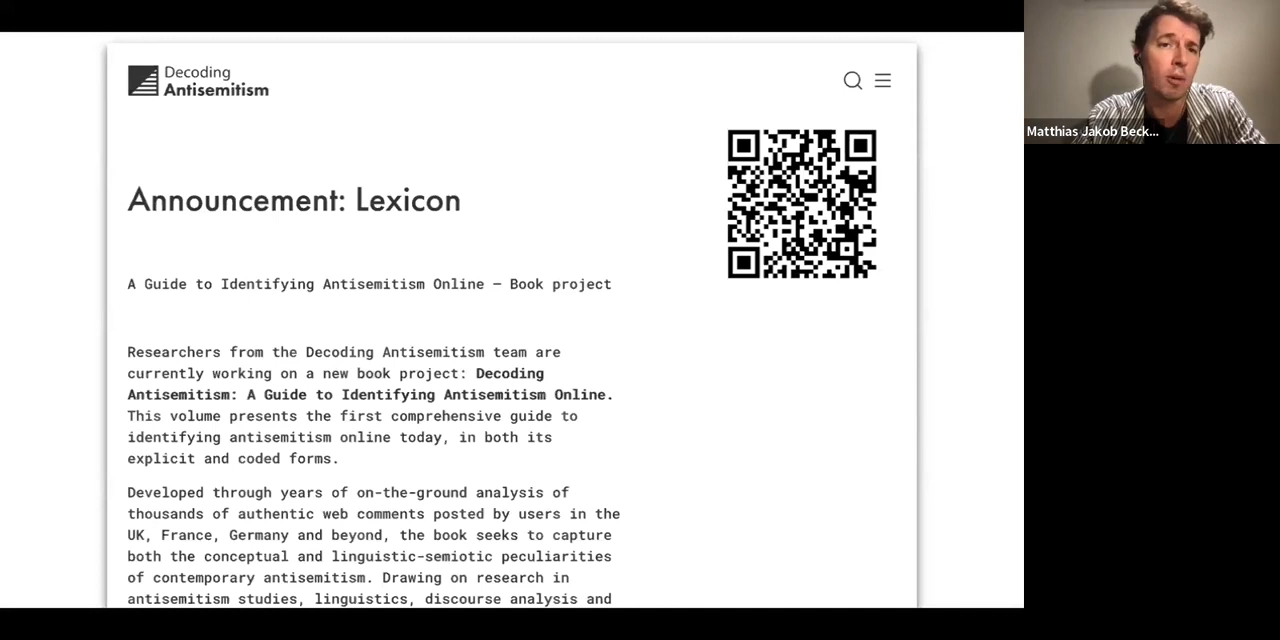 Decoding
Antisemitism
Announcement: Lexicon
A Guide to Identifying Antisemitism Online – Book project
Researchers from the Decoding Antisemitism team are
currently working on a new book project: Decoding
Antisemitism: A Guide to Identifying Antisemitism Online.
This volume presents the first comprehensive guide to
identifying antisemitism online today, in both its
explicit and coded forms.
Developed through years of on-the-ground analysis of
thousands of authentic web comments posted by users in the
UK, France, Germany and beyond, the book seeks to capture
both the conceptual and linguistic-semiotic peculiarities
of contemporary antisemitism. Drawing on research in
antisemitism studies, linguistics, discourse analysis and
Matthias Jakob Beck...